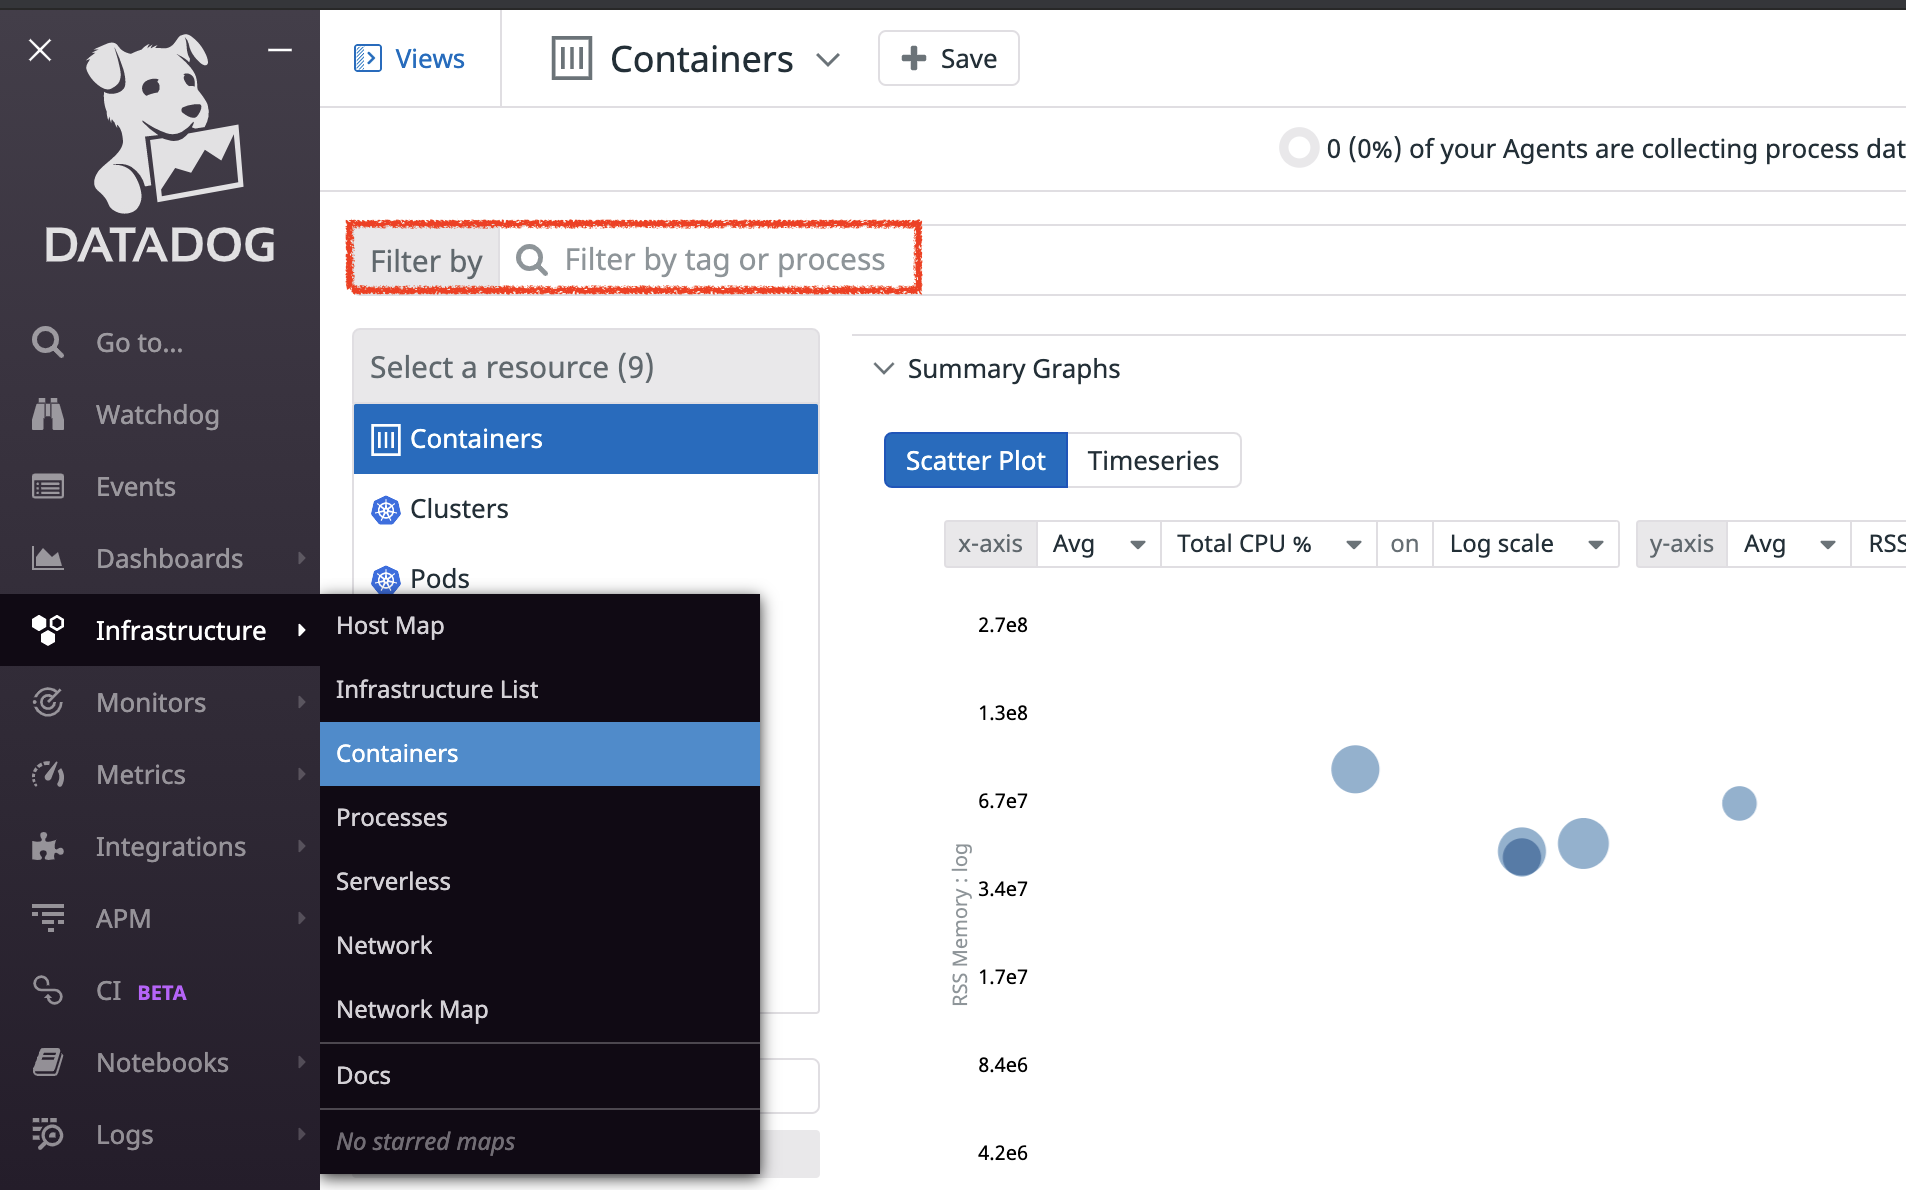 DATADOG
Go to...
Watchdog
Events
Dashboards
Infrastructure
Monitors
Metrics
Integrations
APM
CI BETA
Notebooks
Logs
Host Map
Infrastructure List
Containers
Processes
Serverless
Network
Network Map
Docs
No starred maps
Views
Containers
Save
0 (0%) of your Agents are collecting process dat
Filter by
Filter by tag or process
Select a resource (9)
Containers
Clusters
Pods
Summary Graphs
Scatter Plot
Timeseries
x-axis Avg Total CPU % on Log scale
y-axis Avg RSS
RSS Memory : log
2.7e8
1.3e8
6.7e7
3.4e7
1.7e7
8.4e6
4.2e6